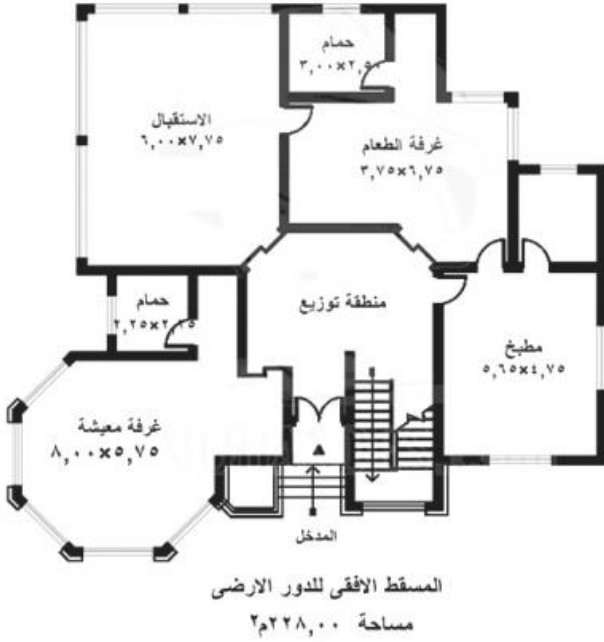 حمام
٣,٠٠×٢,٥٠
الاستقبال
٦,٠٠×٧,٧٥
غرفة الطعام
٣,٧٥×٦,٧٥
حمام
٢,٢٥×٢,٢٥
منطقة توزيع
مطبخ
٥,٦٥×٤,٧٥
غرفة معيشة
٨,٠٠×٥,٧٥
المدخل
المسقط الافقى للدور الارضى
مساحة ٢٢٨,٠٠م٢